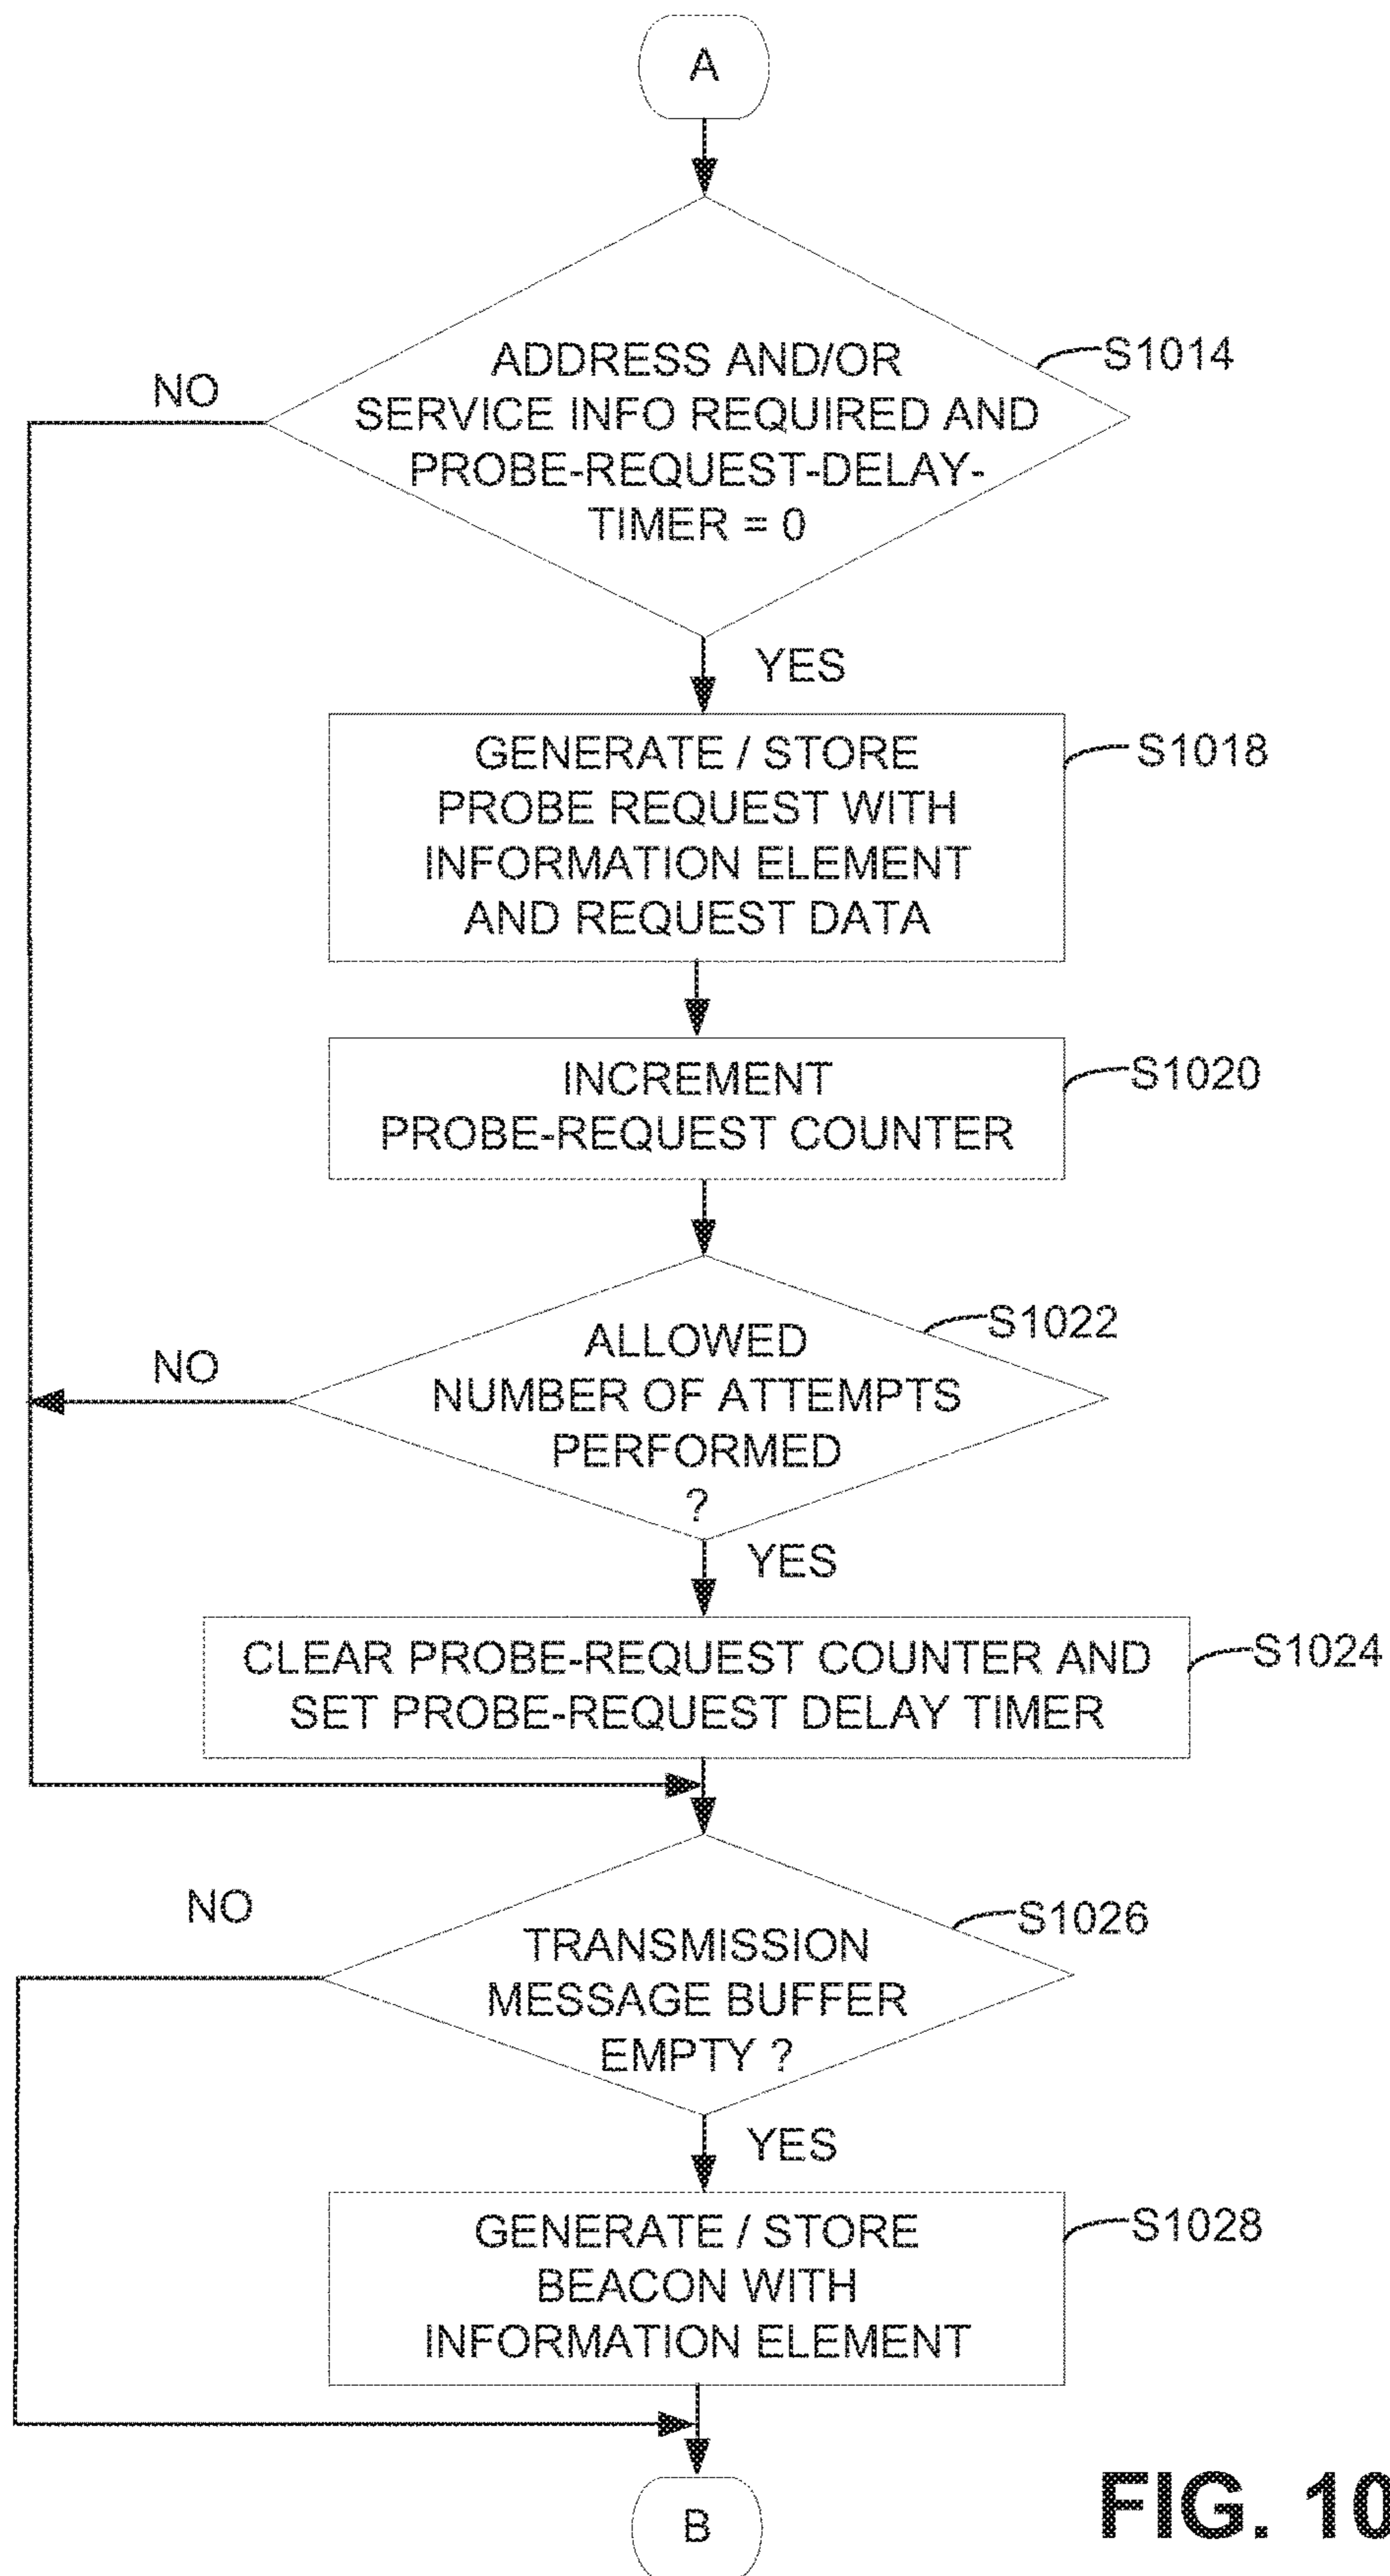 A
ADDRESS AND/OR
SERVICE INFO REQUIRED AND
PROBE-REQUEST-DELAY-
TIMER = 0
S1014
NO
YES
GENERATE / STORE
PROBE REQUEST WITH
INFORMATION ELEMENT
AND REQUEST DATA
S1018
INCREMENT
PROBE-REQUEST COUNTER
S1020
ALLOWED
NUMBER OF ATTEMPTS
PERFORMED
?
S1022
NO
YES
CLEAR PROBE-REQUEST COUNTER AND
SET PROBE-REQUEST DELAY TIMER
S1024
TRANSMISSION
MESSAGE BUFFER
EMPTY ?
S1026
NO
YES
GENERATE / STORE
BEACON WITH
INFORMATION ELEMENT
S1028
B
FIG. 10